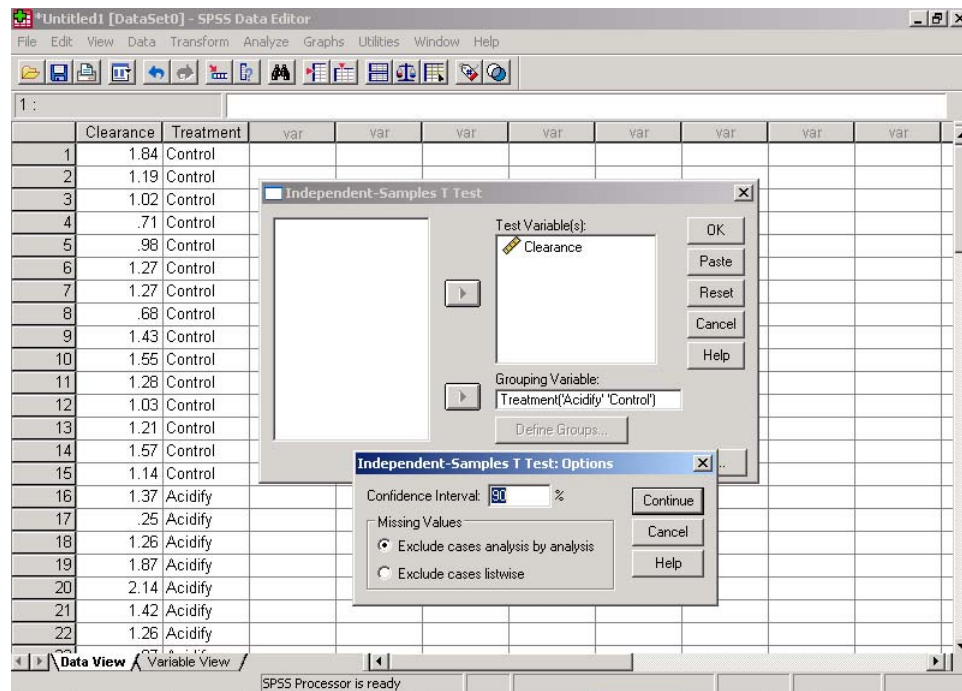 *Untitled1 [DataSet0] - SPSS Data Editor
File Edit View Data Transform Analyze Graphs Utilities Window Help
1 :
Clearance Treatment var var var var var var var var
1 1.84 Control
2 1.19 Control
3 1.02 Control
4 .71 Control
5 .98 Control
6 1.27 Control
7 1.27 Control
8 .68 Control
9 1.43 Control
10 1.55 Control
11 1.28 Control
12 1.03 Control
13 1.21 Control
14 1.57 Control
15 1.14 Control
16 1.37 Acidify
17 .25 Acidify
18 1.26 Acidify
19 1.87 Acidify
20 2.14 Acidify
21 1.42 Acidify
22 1.26 Acidify
Independent-Samples T Test
Test Variable(s):
Clearance
OK
Paste
Reset
Cancel
Help
Grouping Variable:
Treatment('Acidify' 'Control')
Define Groups...
Independent-Samples T Test: Options
Confidence Interval: 90 %
Continue
Missing Values
Cancel
Exclude cases analysis by analysis
Help
Exclude cases listwise
Data View Variable View
SPSS Processor is ready